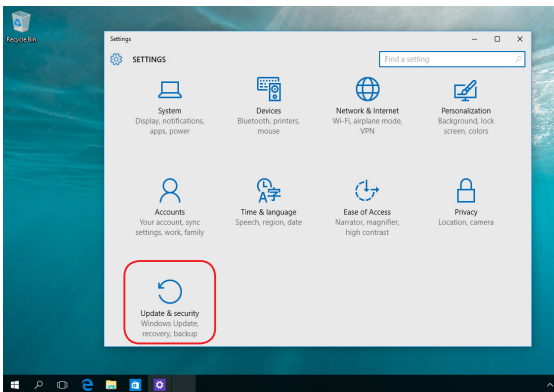 Recycle Bin
Settings
SETTINGS
Find a setting
System
Display, notifications,
apps, power
Devices
Bluetooth, printers,
mouse
Network & Internet
Wi-Fi, airplane mode,
VPN
Personalization
Background, lock
screen, colors
Accounts
Your account, sync
settings, work, family
Time & language
Speech, region, date
Ease of Access
Narrator, magnifier,
high contrast
Privacy
Location, camera
Update & security
Windows Update,
recovery, backup